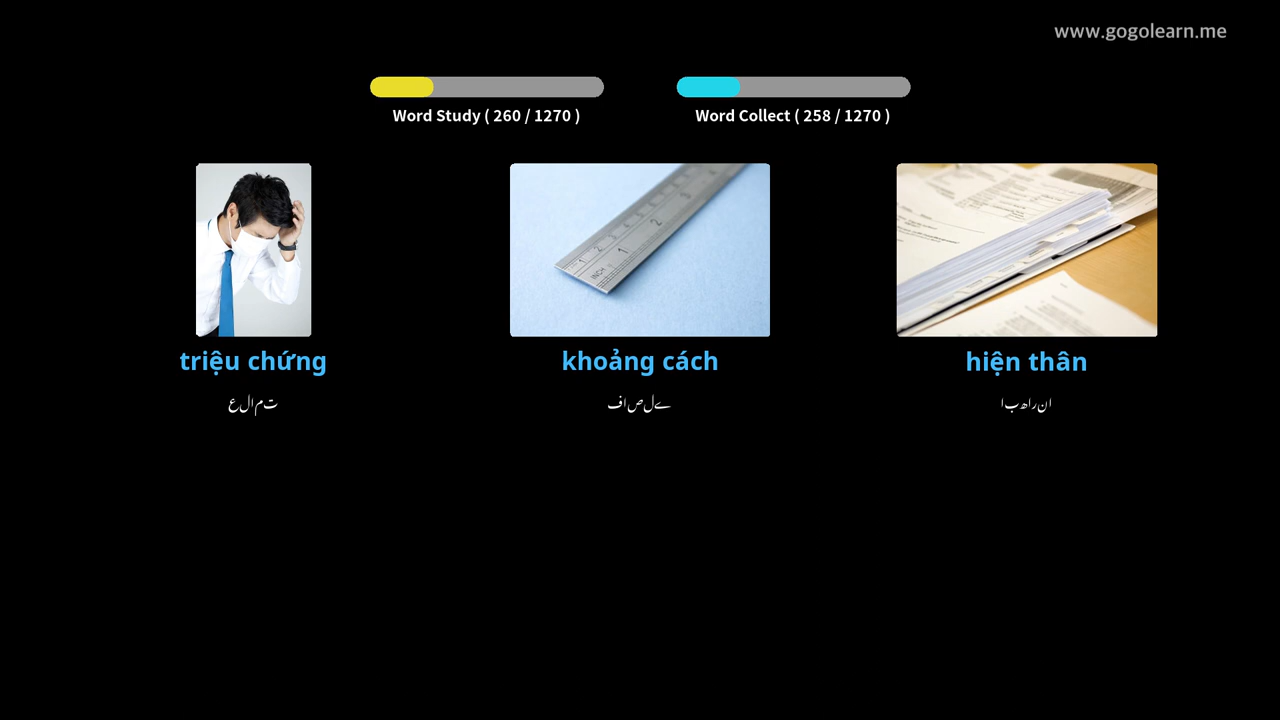 www.gogolearn.me
Word Study ( 260 / 1270 )
Word Collect ( 258 / 1270 )
triệu chứng
khoảng cách
hiện thân
علامت
فاصلے
ابھارنا